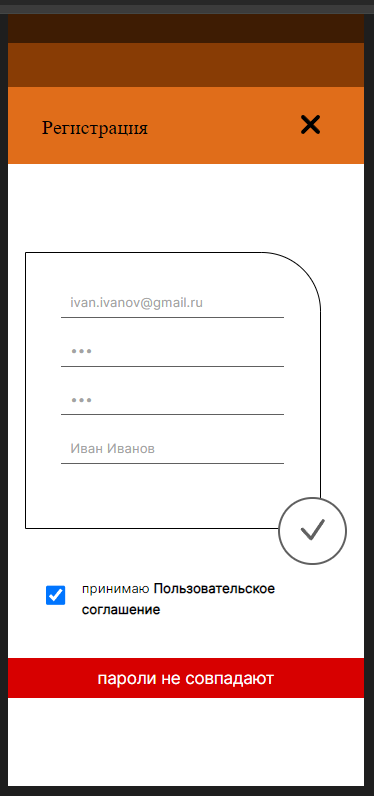 Регистрация
ivan.ivanov@gmail.ru
Иван Иванов
принимаю Пользовательское
соглашение
пароли не совпадают